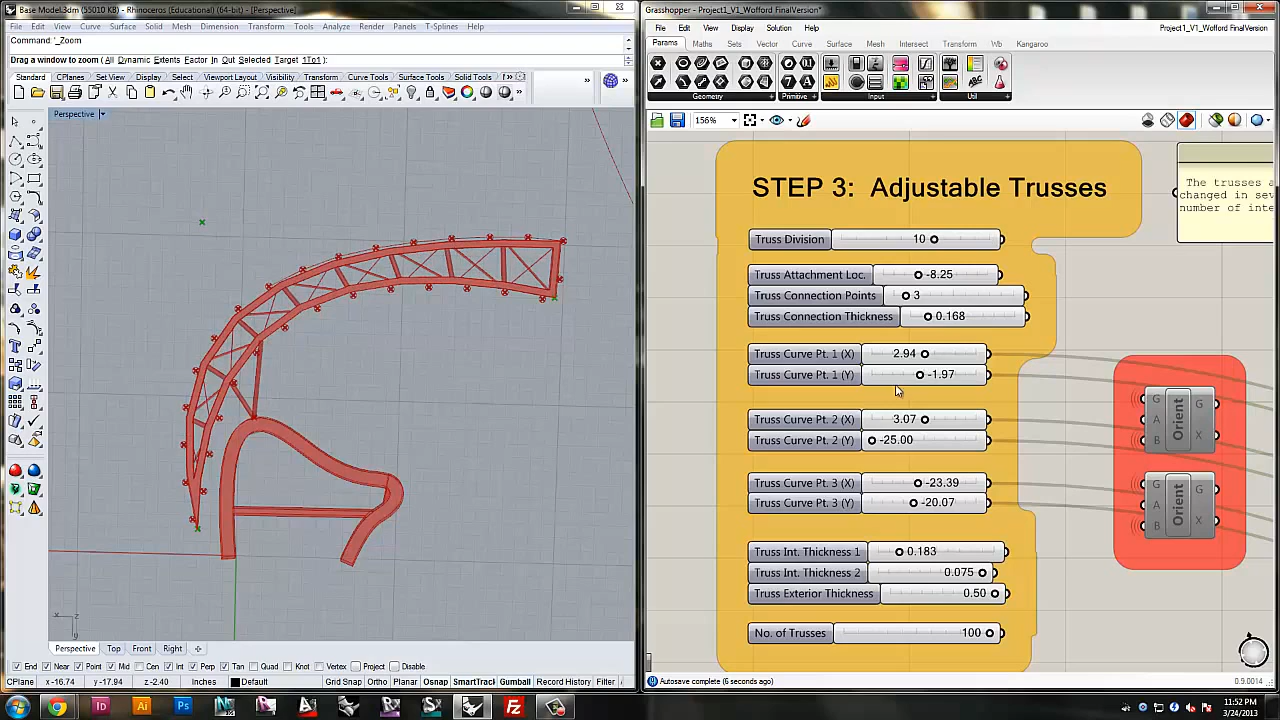 Base Model.3dm (55010 KB) - Rhinoceros (Educational) (64-bit) - [Perspective]
File Edit View Curve Surface Solid Mesh Dimension Transform Tools Analyze Render Panels T-Splines Help
Command: '_Zoom
Drag a window to zoom ( All Dynamic Extents Factor In Out Selected Target 1To1 ):
Standard CPlanes Set View Display Select Viewport Layout Visibility Transform Curve Tools Surface Tools Solid Tools
Perspective
Perspective Top Front Right
End Near Point Mid Cen Int Perp Tan Quad Knot Vertex Project Disable
CPlane x -16.74 y -17.94 z -2.40 Inches Default Grid Snap Ortho Planar Osnap SmartTrack Gumball Record History Filter
Grasshopper - Project1_V1_Wofford FinalVersion*
File Edit View Display Solution Help Project1_V1_Wofford FinalVersion*
Params Maths Sets Vector Curve Surface Mesh Intersect Transform Wb Kangaroo
Geometry Primitive Input Util
156%
STEP 3: Adjustable Trusses
The trusses a
changed in sev
number of inte
Truss Division 10
Truss Attachment Loc. -8.25
Truss Connection Points 3
Truss Connection Thickness 0.168
Truss Curve Pt. 1 (X) 2.94
Truss Curve Pt. 1 (Y) -1.97
Truss Curve Pt. 2 (X) 3.07
Truss Curve Pt. 2 (Y) -25.00
Truss Curve Pt. 3 (X) -23.39
Truss Curve Pt. 3 (Y) -20.07
Truss Int. Thickness 1 0.183
Truss Int. Thickness 2 0.075
Truss Exterior Thickness 0.50
No. of Trusses 100
G A B Orient G X
G A B Orient G X
Autosave complete (6 seconds ago) 0.9.0014
11:52 PM
3/24/2013